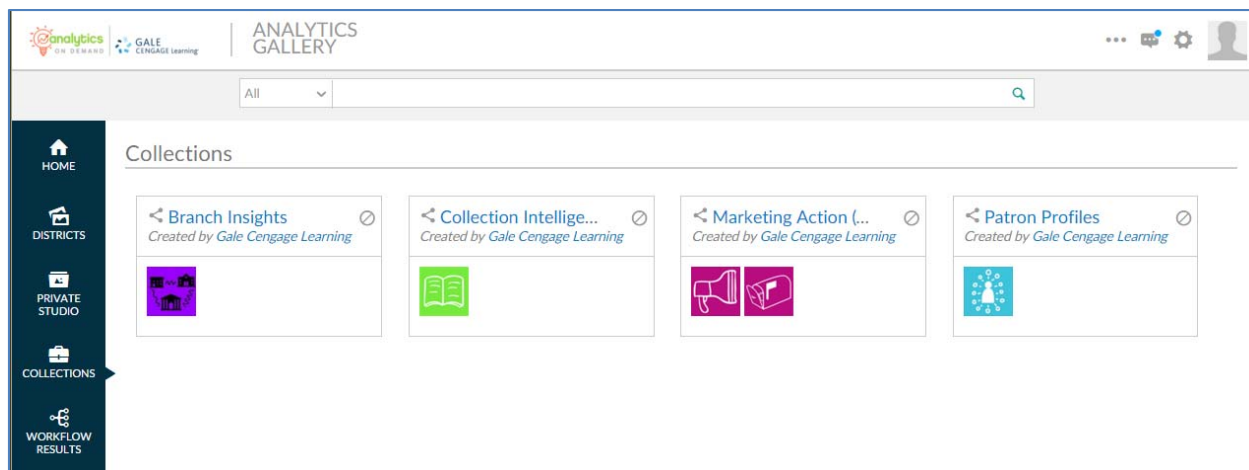 analytics
ON DEMAND
GALE
CENGAGE Learning
ANALYTICS
GALLERY
All
HOME
DISTRICTS
PRIVATE
STUDIO
COLLECTIONS
WORKFLOW
RESULTS
Collections
Branch Insights
Created by Gale Cengage Learning
Collection Intellige...
Created by Gale Cengage Learning
Marketing Action (...
Created by Gale Cengage Learning
Patron Profiles
Created by Gale Cengage Learning